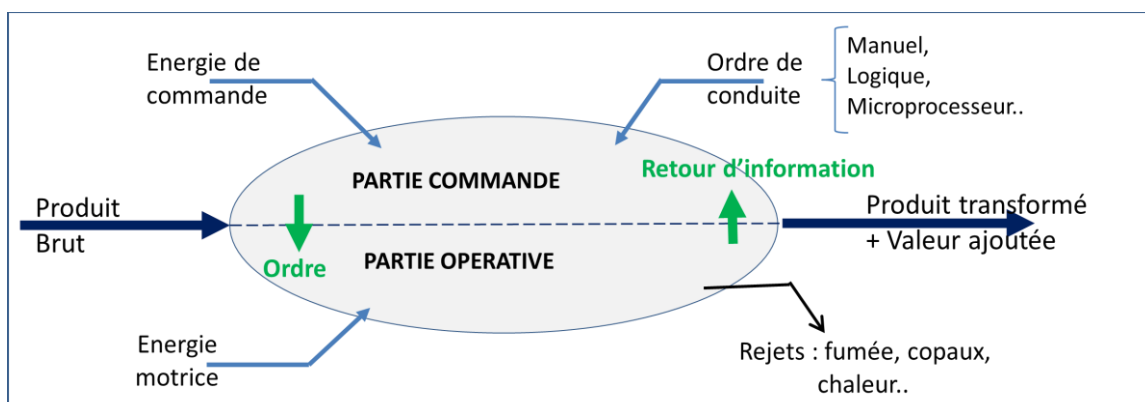 Energie de
commande
Ordre de
conduite
Manuel,
Logique,
Microprocesseur..
PARTIE COMMANDE
Retour d’information
Produit
Brut
Produit transformé
+ Valeur ajoutée
Ordre
PARTIE OPERATIVE
Energie
motrice
Rejets : fumée, copaux,
chaleur..